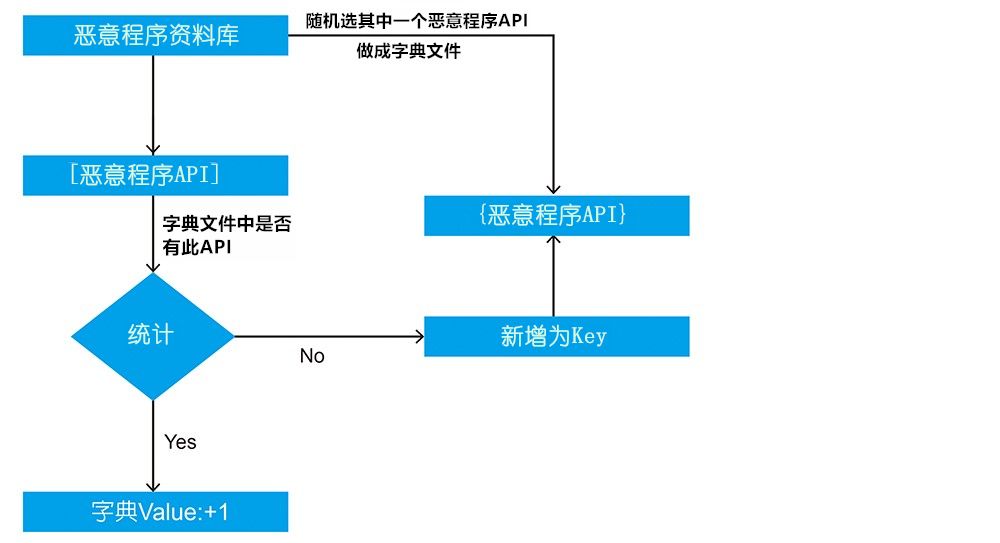 恶意程序资料库
随机选其中一个恶意程序API
做成字典文件
[恶意程序API]
{恶意程序API}
字典文件中是否
有此API
统计
No
新增为Key
Yes
字典Value:+1